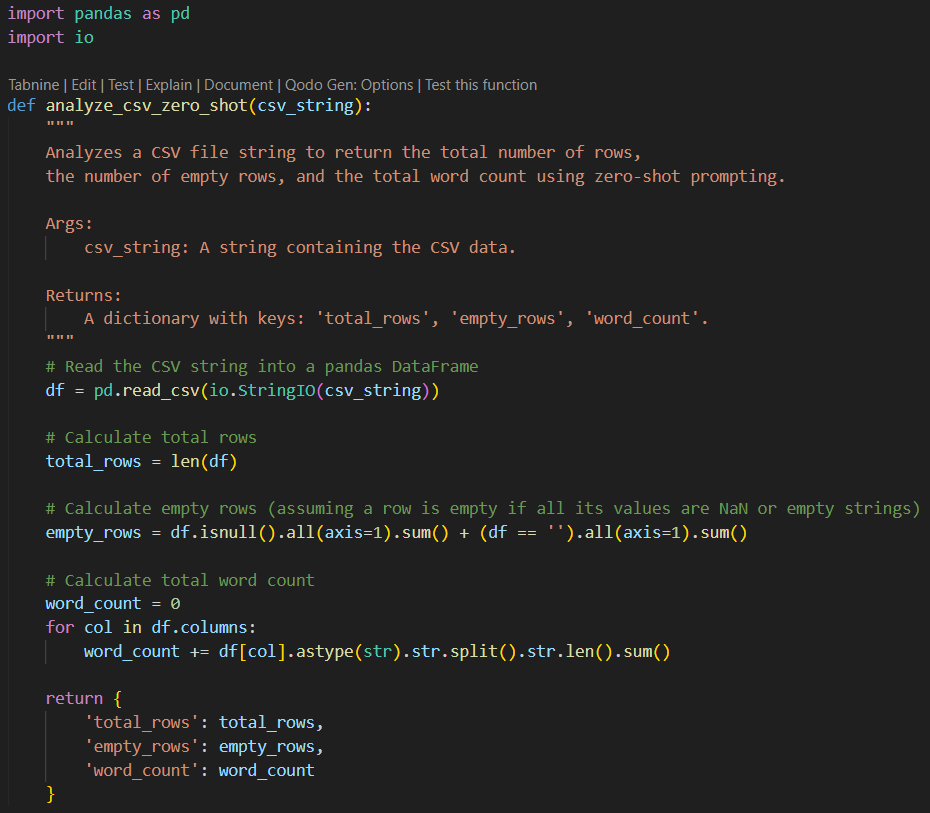 import pandas as pd
import io
Tabnine | Edit | Test | Explain | Document | Qodo Gen: Options | Test this function
def analyze_csv_zero_shot(csv_string):
    """
    Analyzes a CSV file string to return the total number of rows,
    the number of empty rows, and the total word count using zero-shot prompting.

    Args:
        csv_string: A string containing the CSV data.

    Returns:
        A dictionary with keys: 'total_rows', 'empty_rows', 'word_count'.
    """
    # Read the CSV string into a pandas DataFrame
    df = pd.read_csv(io.StringIO(csv_string))

    # Calculate total rows
    total_rows = len(df)

    # Calculate empty rows (assuming a row is empty if all its values are NaN or empty strings)
    empty_rows = df.isnull().all(axis=1).sum() + (df == '').all(axis=1).sum()

    # Calculate total word count
    word_count = 0
    for col in df.columns:
        word_count += df[col].astype(str).str.split().str.len().sum()

    return {
        'total_rows': total_rows,
        'empty_rows': empty_rows,
        'word_count': word_count
    }